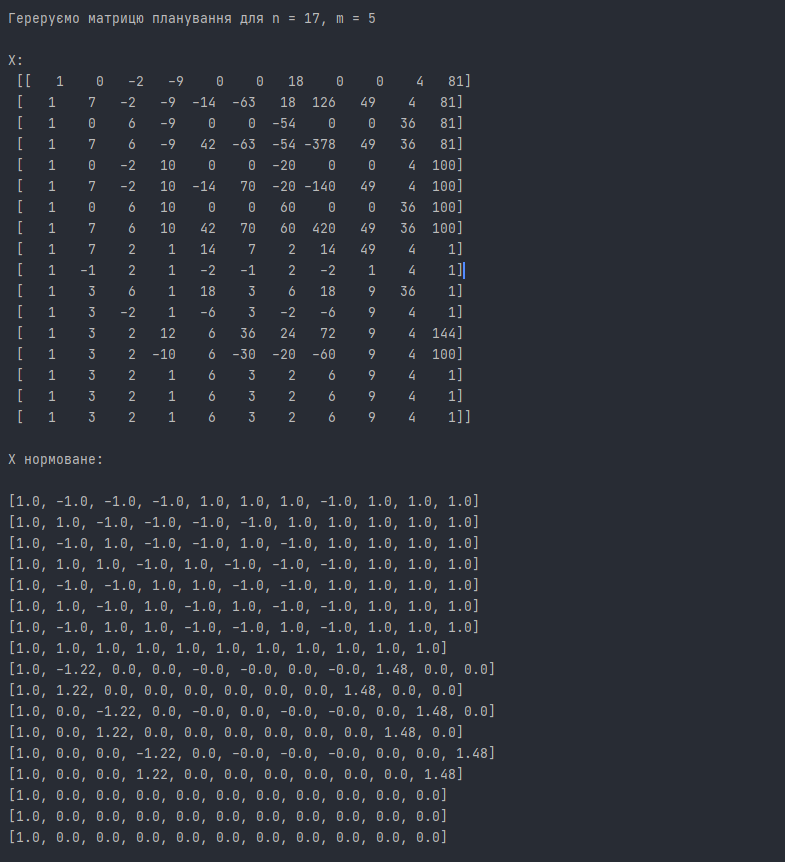 Гереруємо матрицю планування для n = 17, m = 5
X:
[[   1    0   -2   -9    0    0   18    0    0    4   81]
[   1    7   -2   -9  -14  -63   18  126   49    4   81]
[   1    0    6   -9    0    0  -54    0    0   36   81]
[   1    7    6   -9   42  -63  -54 -378   49   36   81]
[   1    0   -2   10    0    0  -20    0    0    4  100]
[   1    7   -2   10  -14   70  -20 -140   49    4  100]
[   1    0    6   10    0    0   60    0    0   36  100]
[   1    7    6   10   42   70   60  420   49   36  100]
[   1    7    2    1   14    7    2   14   49    4    1]
[   1   -1    2    1   -2   -1    2   -2    1    4    1]
[   1    3    6    1   18    3    6   18    9   36    1]
[   1    3   -2    1   -6    3   -2   -6    9    4    1]
[   1    3    2   12    6   36   24   72    9    4  144]
[   1    3    2  -10    6  -30  -20  -60    9    4  100]
[   1    3    2    1    6    3    2    6    9    4    1]
[   1    3    2    1    6    3    2    6    9    4    1]
[   1    3    2    1    6    3    2    6    9    4    1]]
X нормоване:
[1.0, -1.0, -1.0, -1.0, 1.0, 1.0, 1.0, -1.0, 1.0, 1.0, 1.0]
[1.0, 1.0, -1.0, -1.0, -1.0, -1.0, 1.0, 1.0, 1.0, 1.0, 1.0]
[1.0, -1.0, 1.0, -1.0, -1.0, 1.0, -1.0, 1.0, 1.0, 1.0, 1.0]
[1.0, 1.0, 1.0, -1.0, 1.0, -1.0, -1.0, -1.0, 1.0, 1.0, 1.0]
[1.0, -1.0, -1.0, 1.0, 1.0, -1.0, -1.0, 1.0, 1.0, 1.0, 1.0]
[1.0, 1.0, -1.0, 1.0, -1.0, 1.0, -1.0, -1.0, 1.0, 1.0, 1.0]
[1.0, -1.0, 1.0, 1.0, -1.0, -1.0, 1.0, -1.0, 1.0, 1.0, 1.0]
[1.0, 1.0, 1.0, 1.0, 1.0, 1.0, 1.0, 1.0, 1.0, 1.0, 1.0]
[1.0, -1.22, 0.0, 0.0, -0.0, -0.0, 0.0, -0.0, 1.48, 0.0, 0.0]
[1.0, 1.22, 0.0, 0.0, 0.0, 0.0, 0.0, 0.0, 1.48, 0.0, 0.0]
[1.0, 0.0, -1.22, 0.0, -0.0, 0.0, -0.0, -0.0, 0.0, 1.48, 0.0]
[1.0, 0.0, 1.22, 0.0, 0.0, 0.0, 0.0, 0.0, 0.0, 1.48, 0.0]
[1.0, 0.0, 0.0, -1.22, 0.0, -0.0, -0.0, -0.0, 0.0, 0.0, 1.48]
[1.0, 0.0, 0.0, 1.22, 0.0, 0.0, 0.0, 0.0, 0.0, 0.0, 1.48]
[1.0, 0.0, 0.0, 0.0, 0.0, 0.0, 0.0, 0.0, 0.0, 0.0, 0.0]
[1.0, 0.0, 0.0, 0.0, 0.0, 0.0, 0.0, 0.0, 0.0, 0.0, 0.0]
[1.0, 0.0, 0.0, 0.0, 0.0, 0.0, 0.0, 0.0, 0.0, 0.0, 0.0]